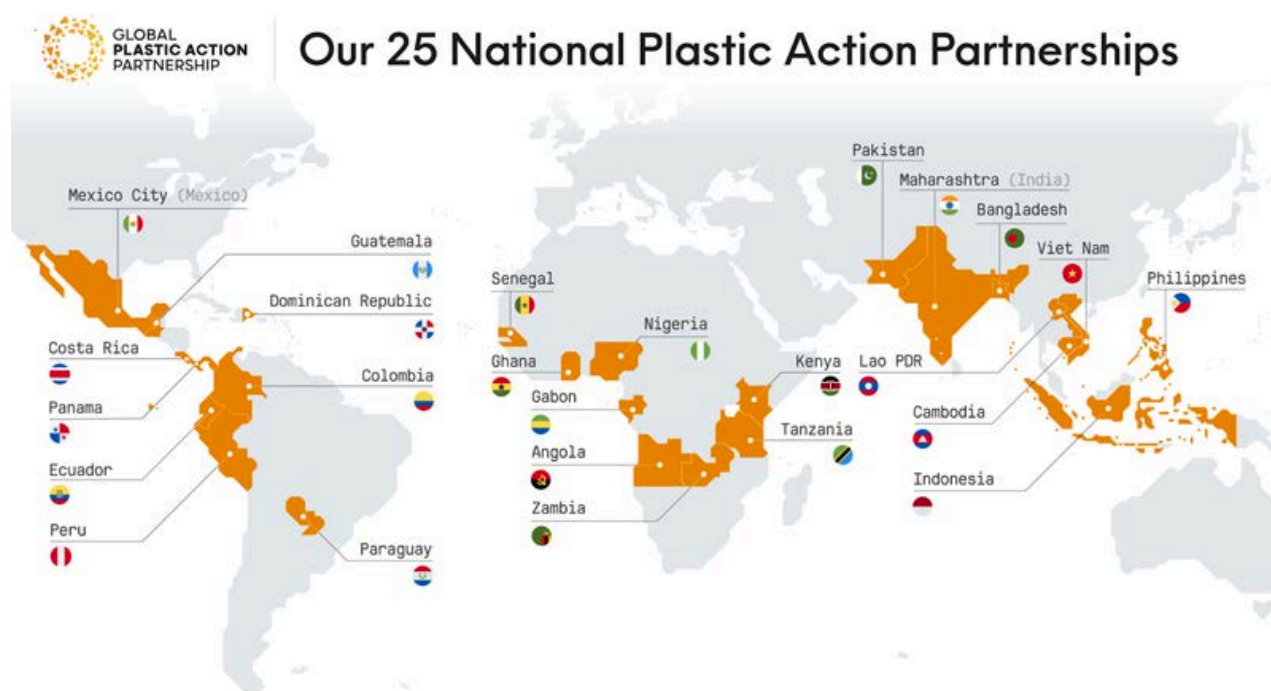 GLOBAL
PLASTIC ACTION
PARTNERSHIP
Our 25 National Plastic Action Partnerships
Mexico City (Mexico)
Guatemala
Dominican Republic
Costa Rica
Colombia
Panama
Ecuador
Peru
Paraguay
Senegal
Nigeria
Ghana
Kenya
Gabon
Tanzania
Angola
Zambia
Pakistan
Maharashtra (India)
Bangladesh
Viet Nam
Philippines
Lao PDR
Cambodia
Indonesia